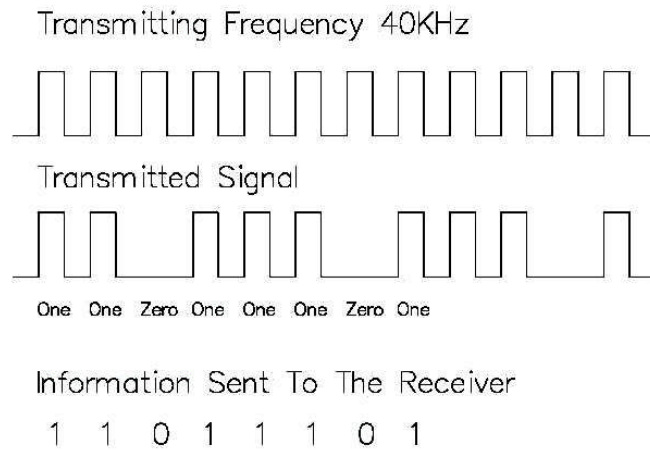 Transmitting Frequency 40KHz
Transmitted Signal
One One Zero One One One Zero One
Information Sent To The Receiver
1 1 0 1 1 1 0 1